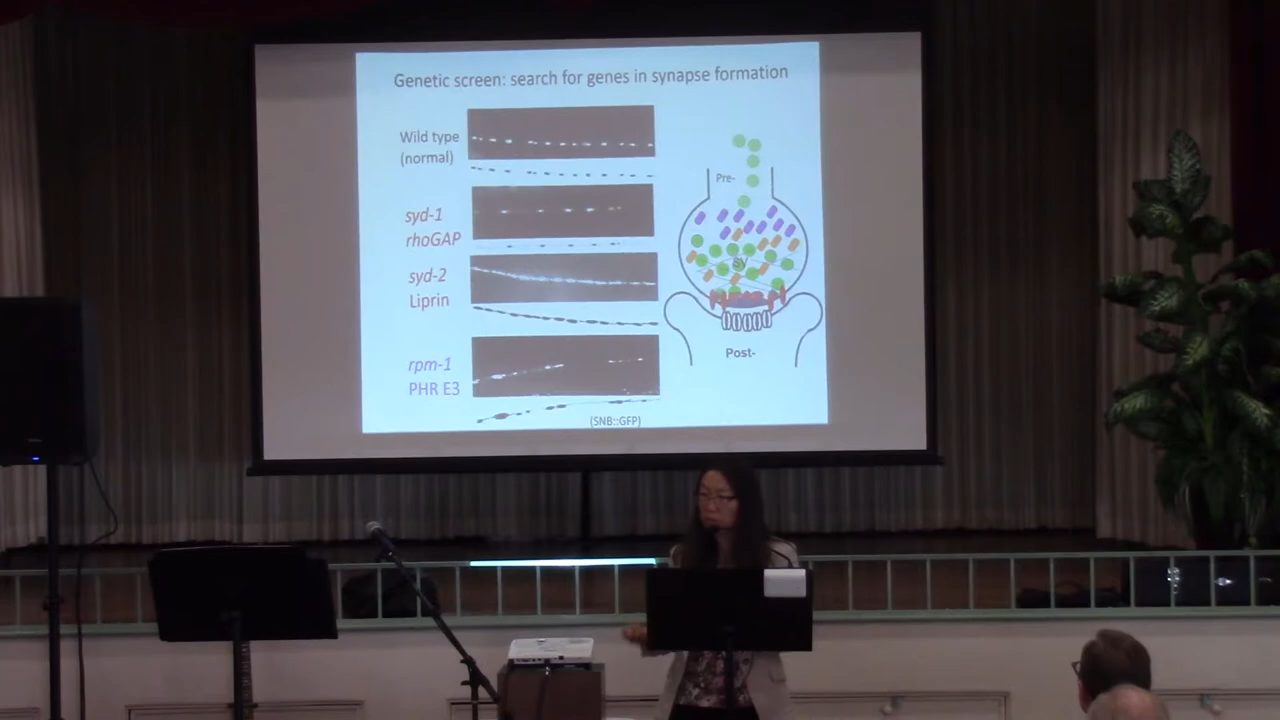 Genetic screen: search for genes in synapse formation
Wild type
(normal)
syd-1
rhoGAP
syd-2
Liprin
rpm-1
PHR E3
(SNB::GFP)
Pre-
SV
Post-